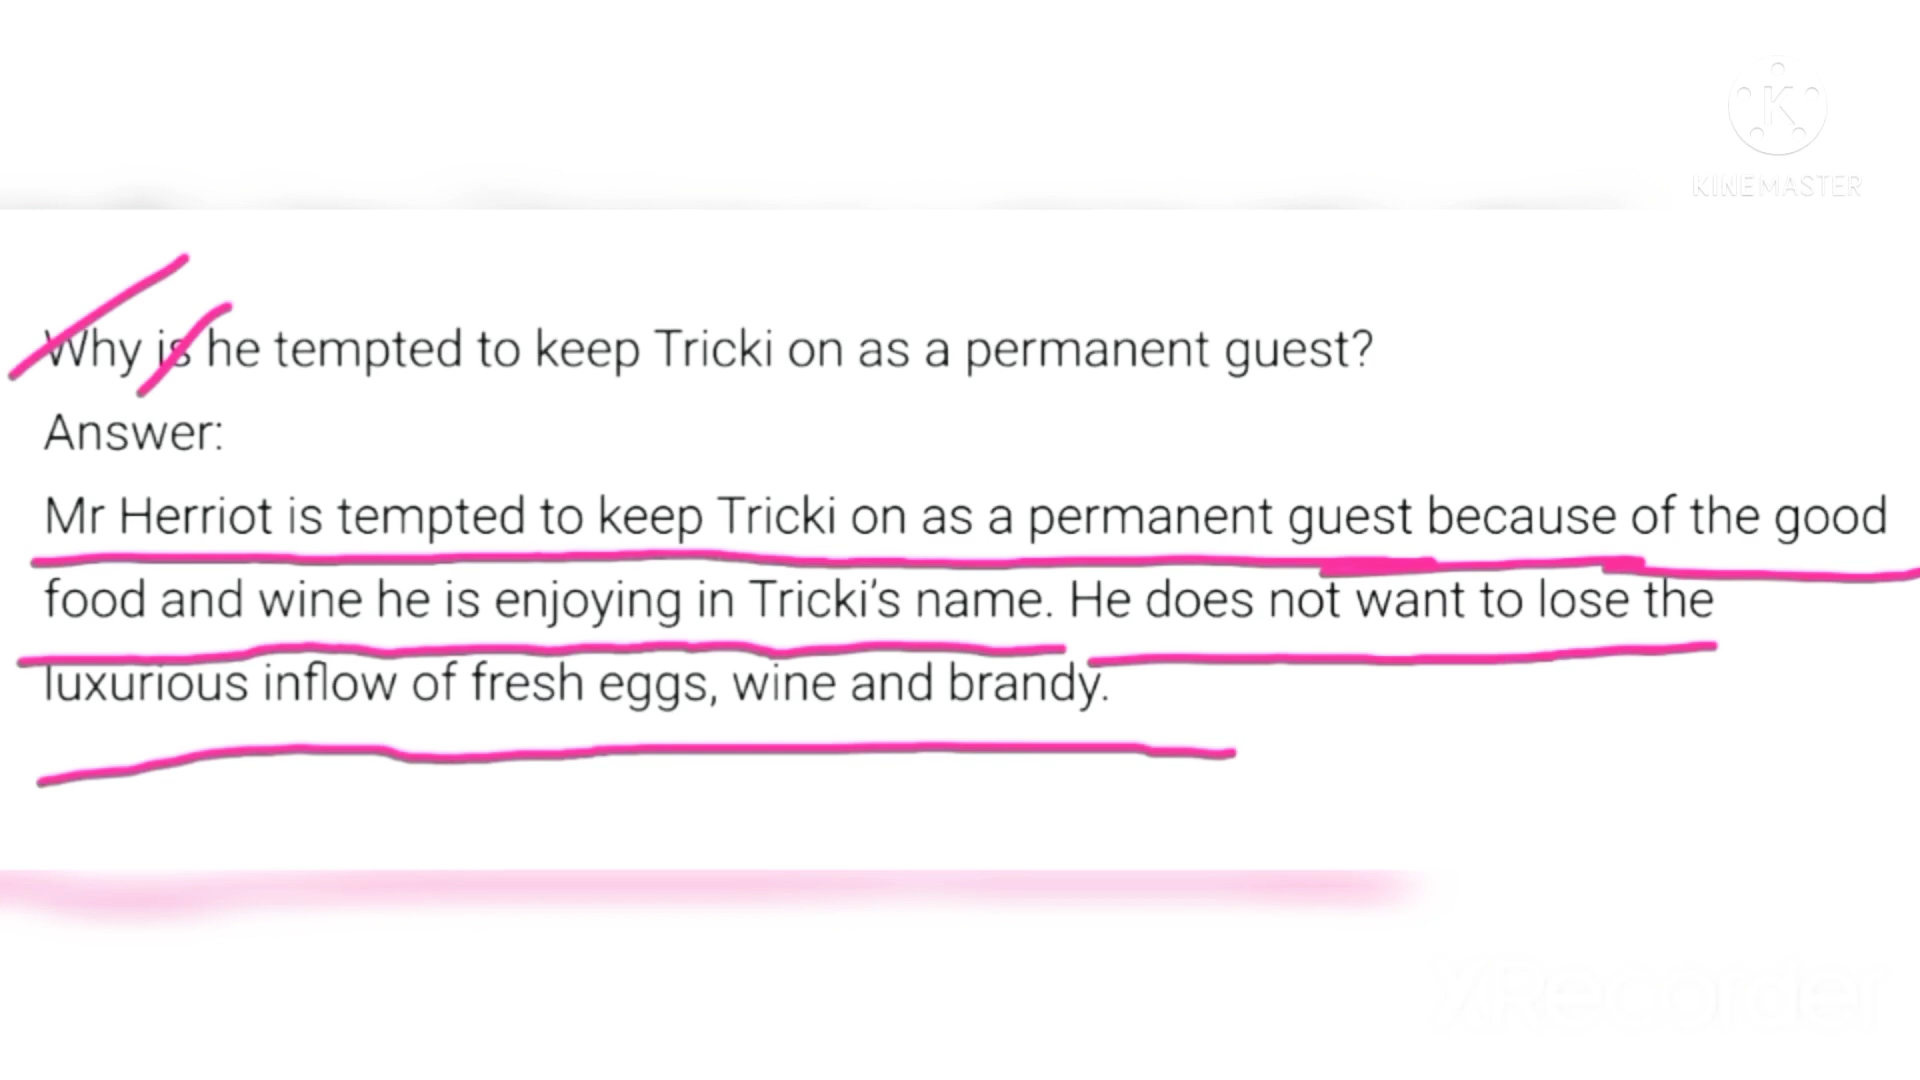 KINEMASTER
Why is he tempted to keep Tricki on as a permanent guest?
Answer:
Mr Herriot is tempted to keep Tricki on as a permanent guest because of the good
food and wine he is enjoying in Tricki’s name. He does not want to lose the
luxurious inflow of fresh eggs, wine and brandy.
XRecorder